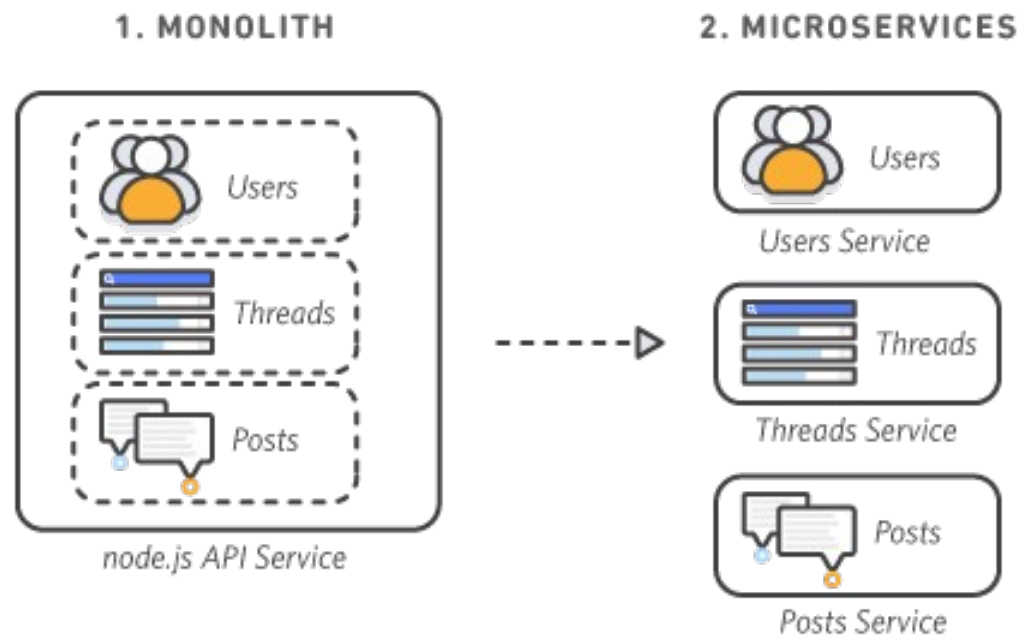 1. MONOLITH
Users
Threads
Posts
node.js API Service
2. MICROSERVICES
Users
Users Service
Threads
Threads Service
Posts
Posts Service